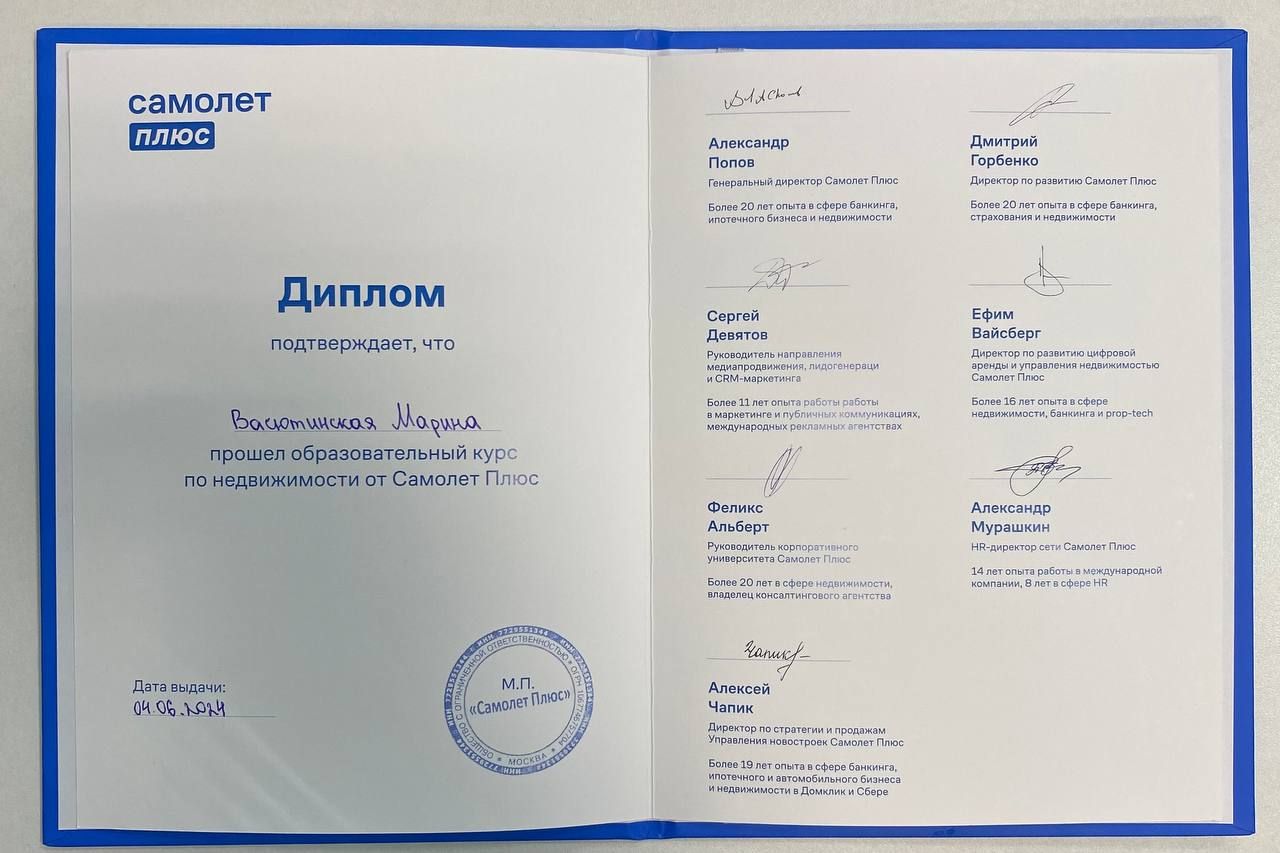 самолет
плюс
Диплом
подтверждает, что
Васютинская Марина
прошел образовательный курс
по недвижимости от Самолет Плюс
Дата выдачи:
04.06.2024
М.П.
«Самолет Плюс»
ОБЩЕСТВО С ОГРАНИЧЕННОЙ ОТВЕТСТВЕННОСТЬЮ
МОСКВА
ИНН 7729551344
Александр
Попов
Генеральный директор Самолет Плюс
Более 20 лет опыта в сфере банкинга,
ипотечного бизнеса и недвижимости
Дмитрий
Горбенко
Директор по развитию Самолет Плюс
Более 20 лет опыта в сфере банкинга,
страхования и недвижимости
Сергей
Девятов
Руководитель направления
медиапродвижения, лидогенераци
и CRM-маркетинга
Более 11 лет опыта работы работы
в маркетинге и публичных коммуникациях,
международных рекламных агентствах
Ефим
Вайсберг
Директор по развитию цифровой
аренды и управления недвижимостью
Самолет Плюс
Более 16 лет опыта в сфере
недвижимости, банкинга и prop-tech
Феликс
Альберт
Руководитель корпоративного
университета Самолет Плюс
Более 20 лет в сфере недвижимости,
владелец консалтингового агентства
Александр
Мурашкин
HR-директор сети Самолет Плюс
14 лет опыта работы в международной
компании, 8 лет в сфере HR
Алексей
Чапик
Директор по стратегии и продажам
Управления новостроек Самолет Плюс
Более 19 лет опыта в сфере банкинга,
ипотечного и автомобильного бизнеса
и недвижимости в Домклик и Сбере